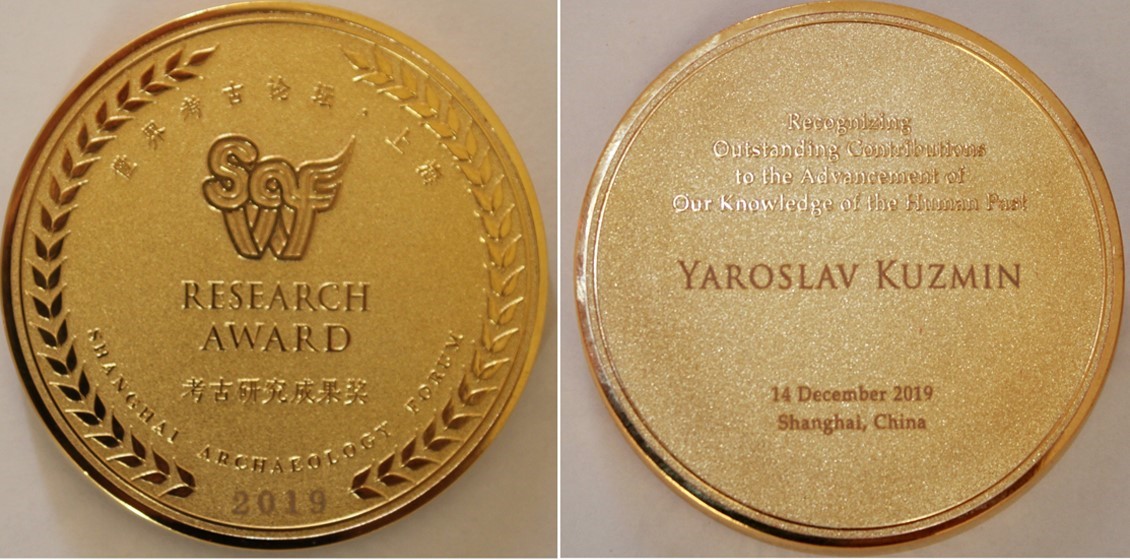 世界考古论坛·上海
SAF
RESEARCH
AWARD
考古研究成果奖
SHANGHAI ARCHAEOLOGY FORUM
2019
Recognizing
Outstanding Contributions
to the Advancement of
Our Knowledge of the Human Past
YAROSLAV KUZMIN
14 December 2019
Shanghai, China